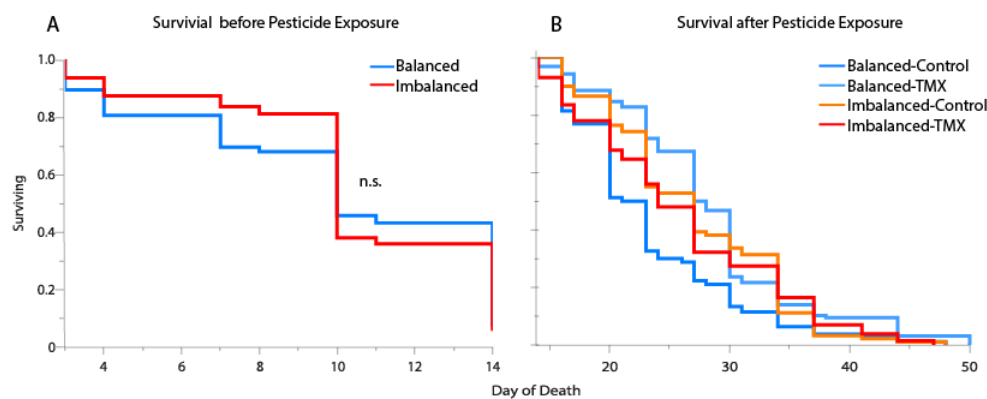 A
Survivial before Pesticide Exposure
B
Survival after Pesticide Exposure
Balanced
Imbalanced
Balanced-Control
Balanced-TMX
Imbalanced-Control
Imbalanced-TMX
n.s.
Surviving
1.0
0.8
0.6
0.4
0.2
0
4 6 8 10 12 14
20 30 40 50
Day of Death